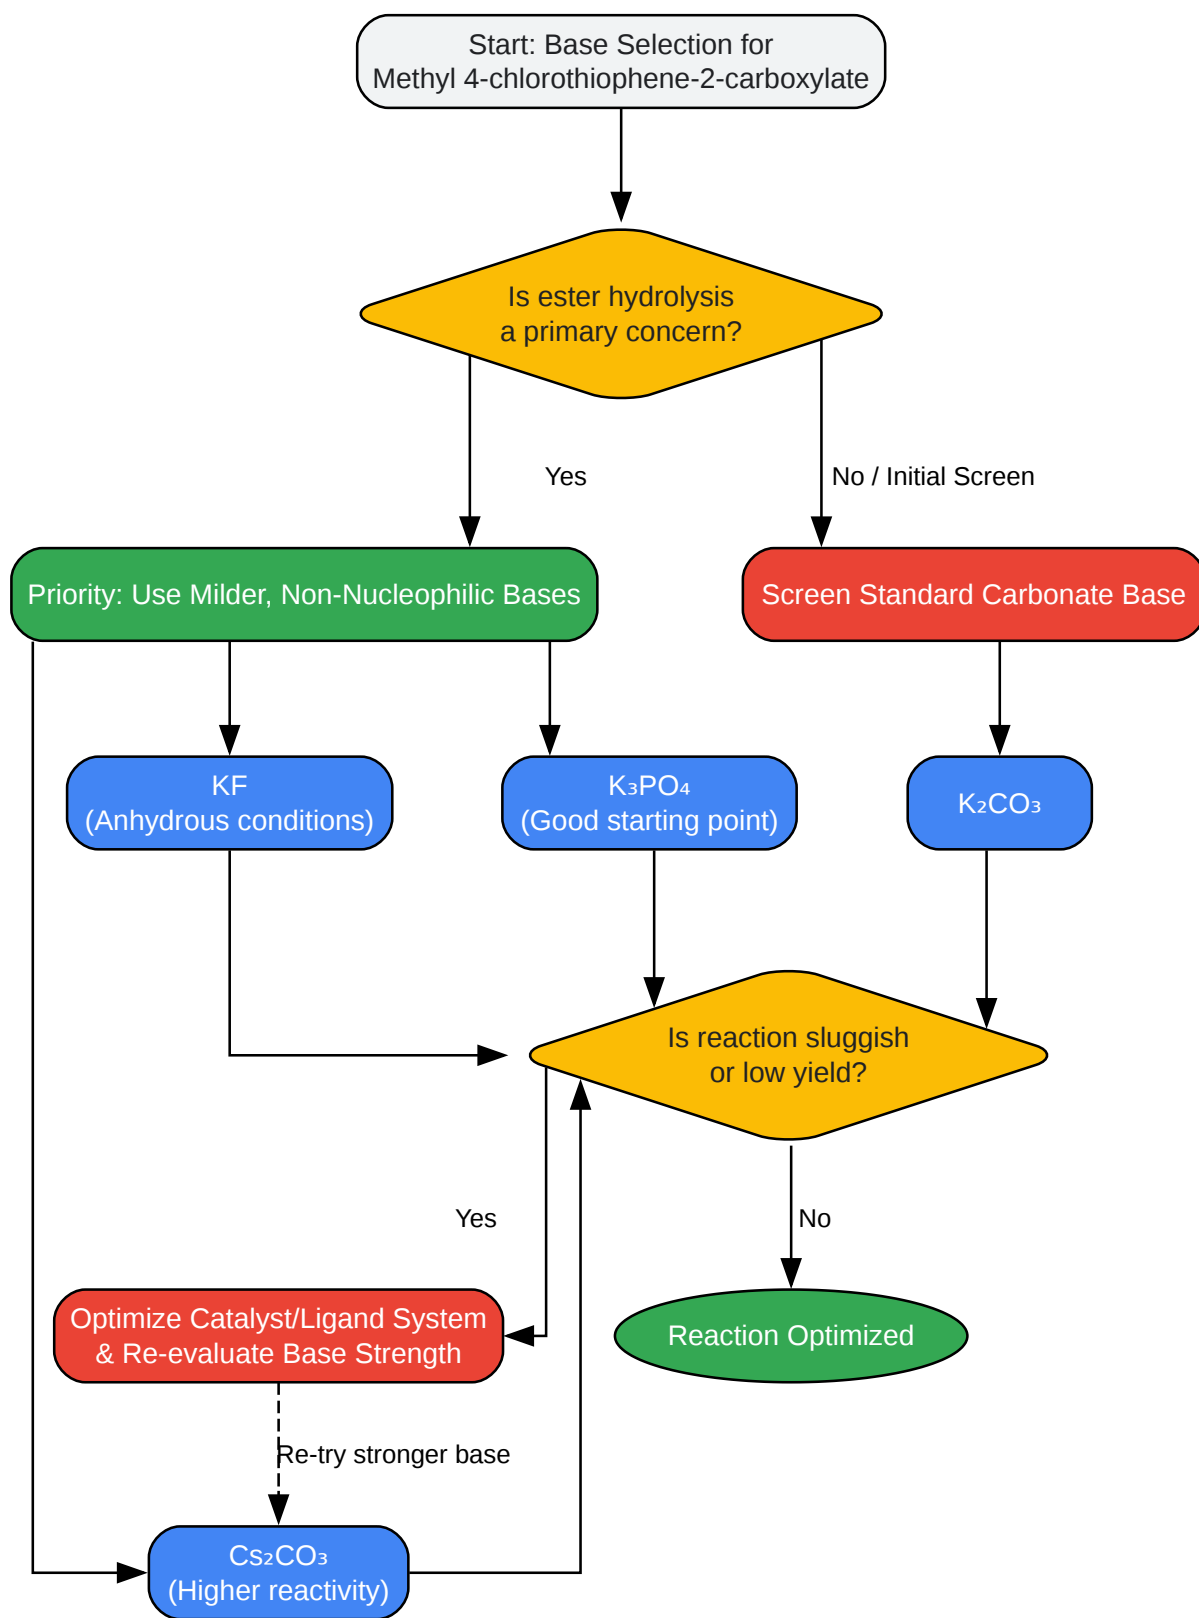 Start: Base Selection for
Methyl 4-chlorothiophene-2-carboxylate
Is ester hydrolysis
a primary concern?
Yes
No / Initial Screen
Priority: Use Milder, Non-Nucleophilic Bases
Screen Standard Carbonate Base
KF
(Anhydrous conditions)
K₃PO₄
(Good starting point)
K₂CO₃
Is reaction sluggish
or low yield?
Yes
No
Optimize Catalyst/Ligand System
& Re-evaluate Base Strength
Reaction Optimized
Re-try stronger base
Cs₂CO₃
(Higher reactivity)